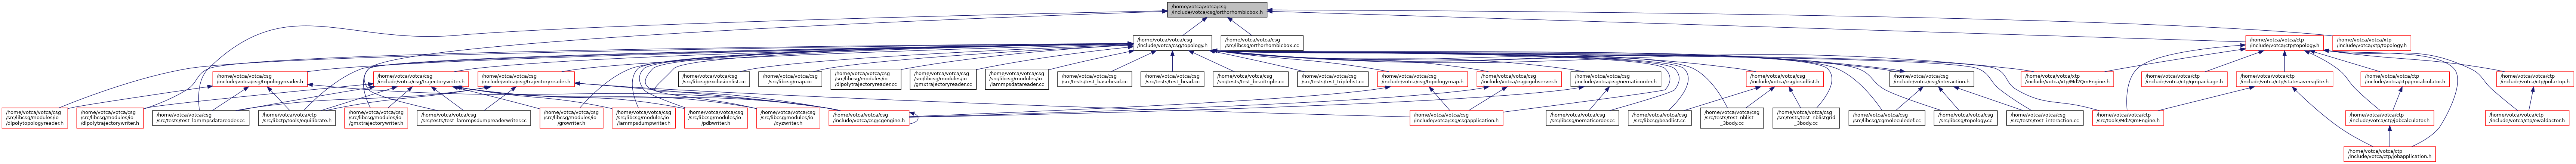 /home/votca/votca/csg
/include/votca/csg/orthorhombicbox.h
/home/votca/votca/csg
/include/votca/csg/topology.h
/home/votca/votca/csg
/src/libcsg/orthorhombicbox.cc
/home/votca/votca/ctp
/include/votca/ctp/topology.h
/home/votca/votca/xtp
/include/votca/xtp/topology.h
/home/votca/votca/csg
/include/votca/csg/topologyreader.h
/home/votca/votca/csg
/include/votca/csg/trajectorywriter.h
/home/votca/votca/csg
/include/votca/csg/trajectoryreader.h
/home/votca/votca/csg
/src/libcsg/exclusionlist.cc
/home/votca/votca/csg
/src/libcsg/map.cc
/home/votca/votca/csg
/src/libcsg/modules/io
/dlpolytrajectoryreader.cc
/home/votca/votca/csg
/src/libcsg/modules/io
/gmxtrajectoryreader.cc
/home/votca/votca/csg
/src/libcsg/modules/io
/lammpsdatareader.cc
/home/votca/votca/csg
/src/tests/test_basebead.cc
/home/votca/votca/csg
/src/tests/test_bead.cc
/home/votca/votca/csg
/src/tests/test_beadtriple.cc
/home/votca/votca/csg
/src/tests/test_triplelist.cc
/home/votca/votca/csg
/include/votca/csg/topologymap.h
/home/votca/votca/csg
/include/votca/csg/cgobserver.h
/home/votca/votca/csg
/include/votca/csg/nematicorder.h
/home/votca/votca/csg
/include/votca/csg/beadlist.h
/home/votca/votca/csg
/include/votca/csg/interaction.h
/home/votca/votca/xtp
/include/votca/xtp/Md2QmEngine.h
/home/votca/votca/ctp
/include/votca/ctp/qmpackage.h
/home/votca/votca/ctp
/include/votca/ctp/statesaversqlite.h
/home/votca/votca/ctp
/include/votca/ctp/qmcalculator.h
/home/votca/votca/ctp
/include/votca/ctp/polartop.h
/home/votca/votca/csg
/src/libcsg/modules/io
/dlpolytopologyreader.h
/home/votca/votca/csg
/src/libcsg/modules/io
/dlpolytrajectorywriter.h
/home/votca/votca/csg
/src/tests/test_lammpsdatareader.cc
/home/votca/votca/ctp
/src/libctp/tools/equilibrate.h
/home/votca/votca/csg
/src/libcsg/modules/io
/gmxtrajectorywriter.h
/home/votca/votca/csg
/src/tests/test_lammpsdumpreaderwriter.cc
/home/votca/votca/csg
/src/libcsg/modules/io
/growriter.h
/home/votca/votca/csg
/src/libcsg/modules/io
/lammpsdumpwriter.h
/home/votca/votca/csg
/src/libcsg/modules/io
/pdbwriter.h
/home/votca/votca/csg
/src/libcsg/modules/io
/xyzwriter.h
/home/votca/votca/csg
/include/votca/csg/cgengine.h
/home/votca/votca/csg
/include/votca/csg/csgapplication.h
/home/votca/votca/csg
/src/libcsg/nematicorder.cc
/home/votca/votca/csg
/src/libcsg/beadlist.cc
/home/votca/votca/csg
/src/tests/test_nblist
_3body.cc
/home/votca/votca/csg
/src/tests/test_nblistgrid
_3body.cc
/home/votca/votca/csg
/src/libcsg/cgmoleculedef.cc
/home/votca/votca/csg
/src/libcsg/topology.cc
/home/votca/votca/csg
/src/tests/test_interaction.cc
/home/votca/votca/ctp
/src/tools/Md2QmEngine.h
/home/votca/votca/ctp
/include/votca/ctp/jobcalculator.h
/home/votca/votca/ctp
/include/votca/ctp/ewaldactor.h
/home/votca/votca/ctp
/include/votca/ctp/jobapplication.h